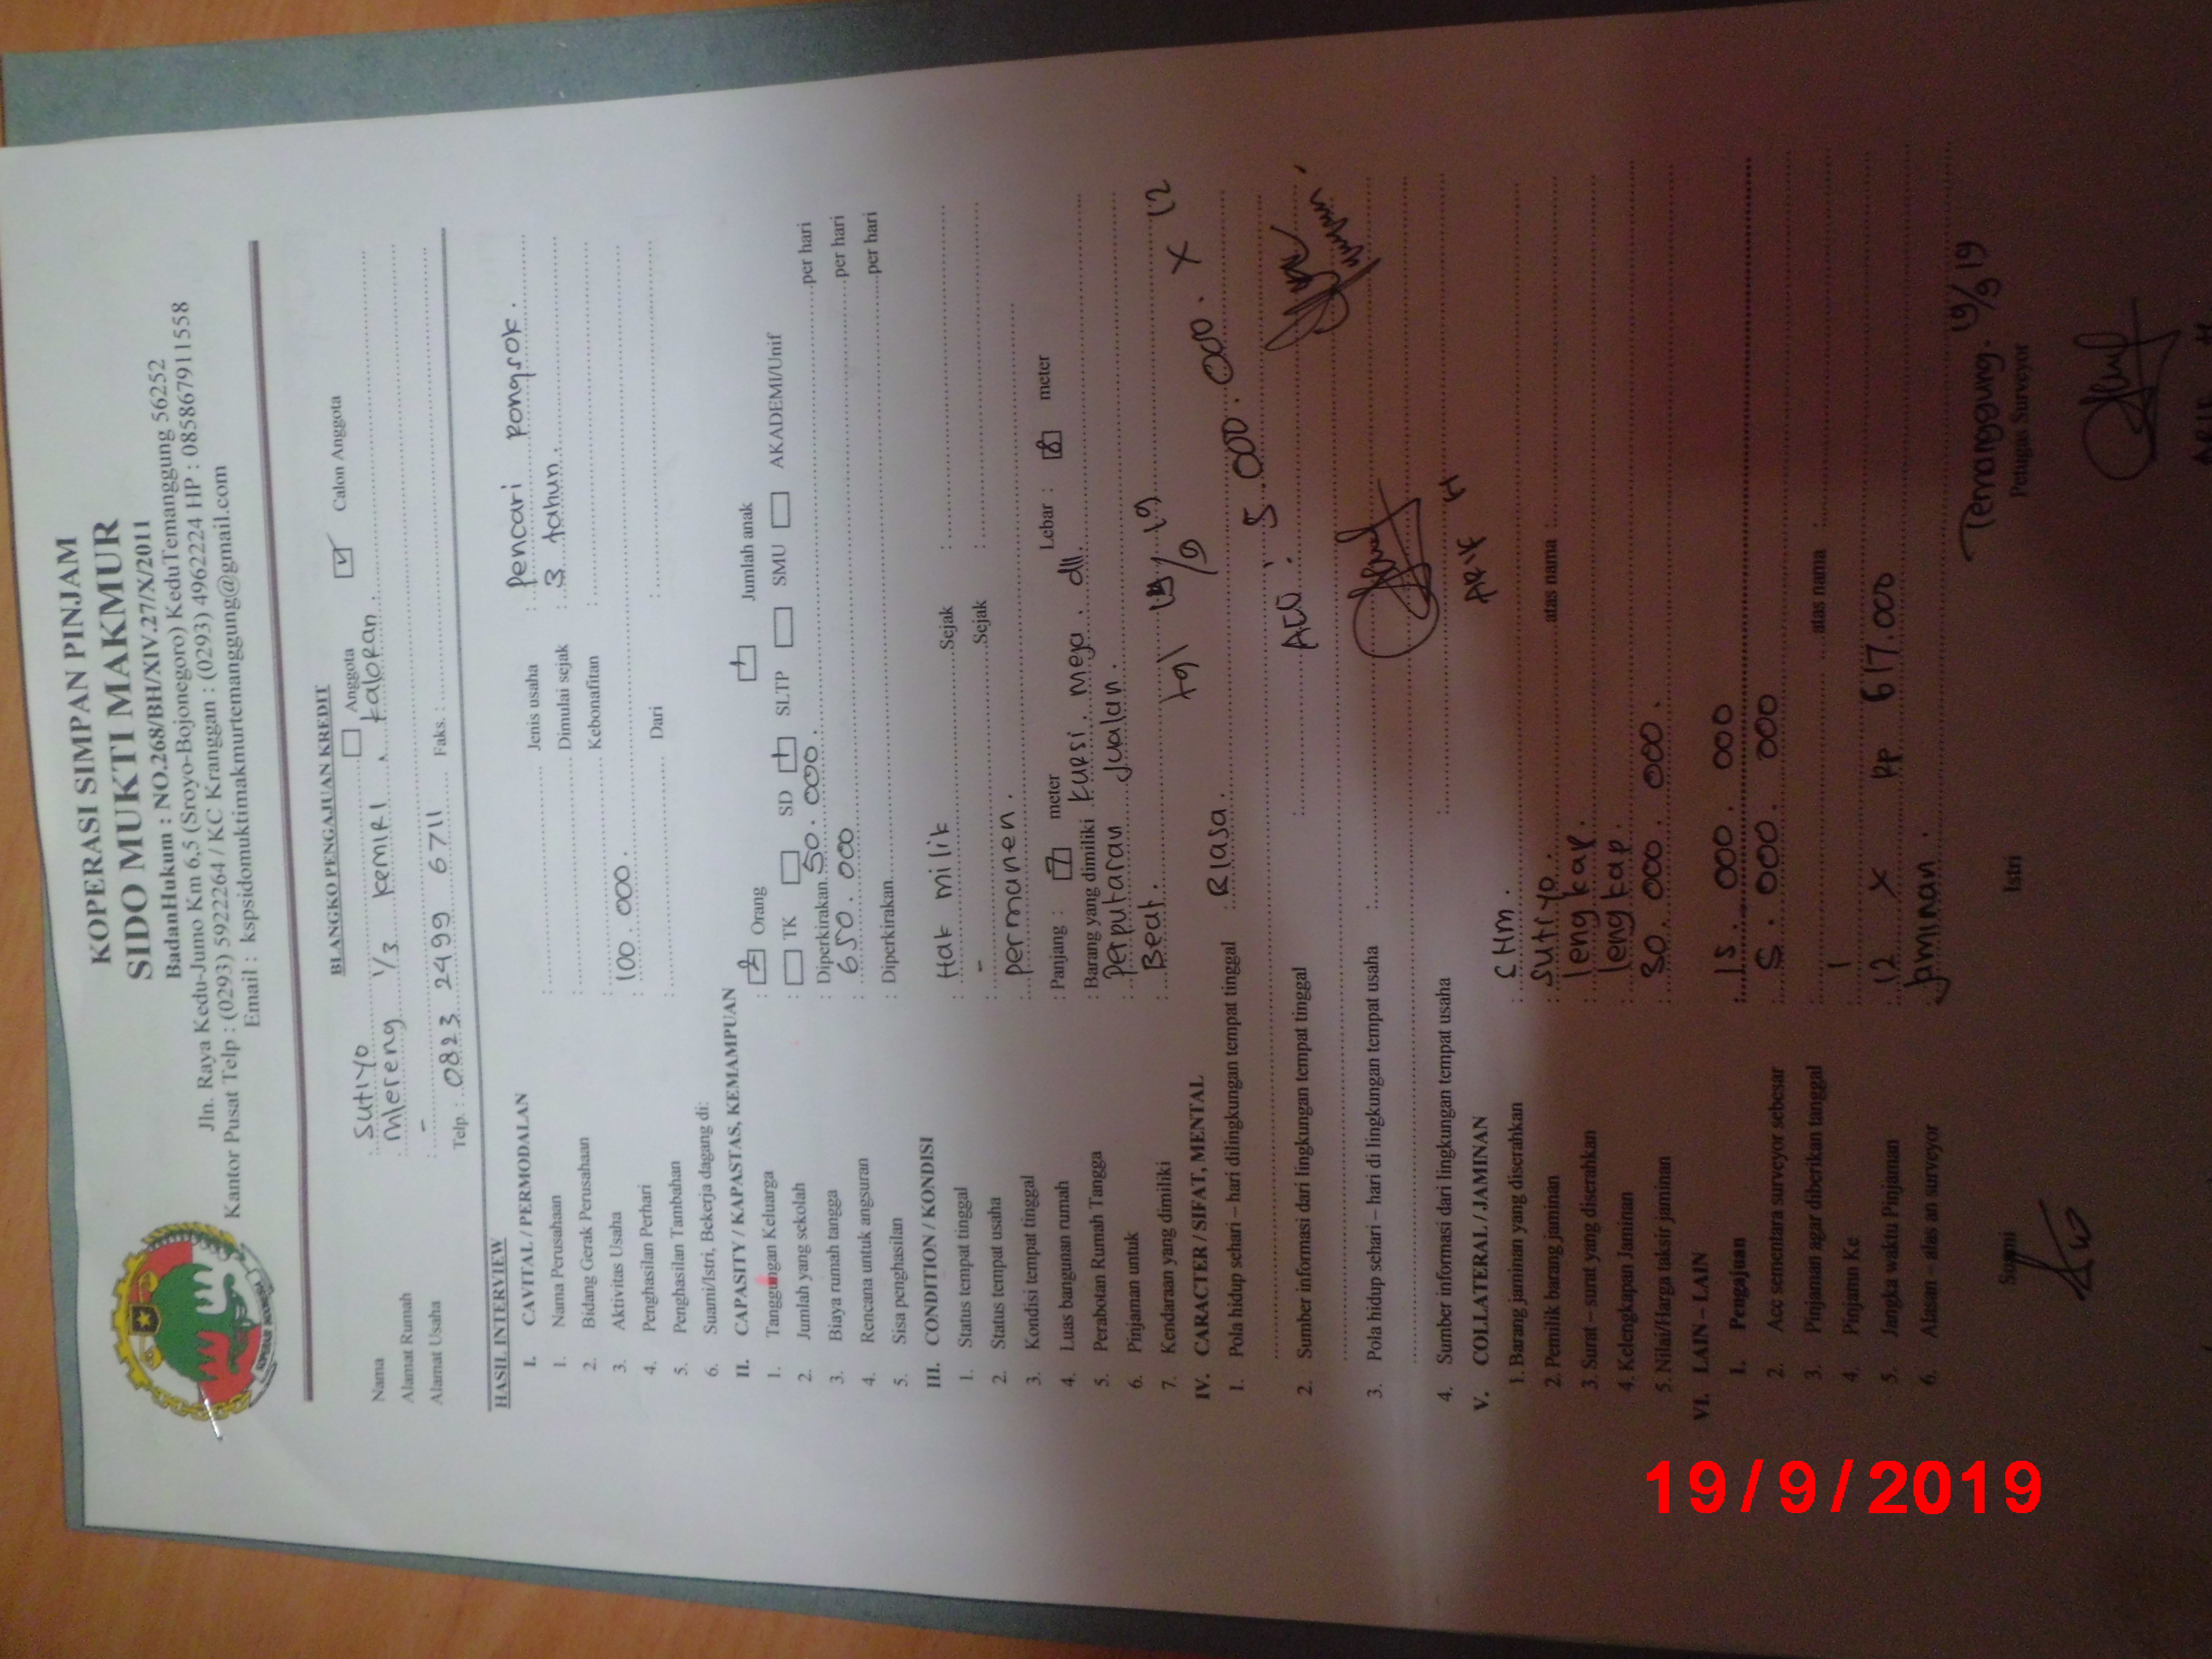 KOPERASI SIMPAN PINJAM
SIDO MUKTI MAKMUR
BadanHukum : NO.268/BH/XIV.27/X/2011
Jln. Raya Kedu-Jumo Km 6,5 (Sroyo-Bojonegoro) KeduTemanggung 56252
Kantor Pusat Telp : (0293) 5922264 / KC Kranggan : (0293) 4962224 HP : 085867911558
Email : kspsidomuktimakmurtemanggung@gmail.com
BLANGKO PENGAJUAN KREDIT
Anggota Calon Anggota
Nama : Sutiyo
Alamat Rumah : Mlereng 1/3 Kemiri, Kaloran.
Alamat Usaha : -
Telp. : 0823 2499 6711 Faks. :
HASIL INTERVIEW
I. CAVITAL / PERMODALAN
1. Nama Perusahaan : Jenis usaha : Pencari rongsok.
2. Bidang Gerak Perusahaan : Dimulai sejak : 3 tahun.
3. Aktivitas Usaha : Kebonafitan :
4. Penghasilan Perhari : 100.000.
5. Penghasilan Tambahan : Dari :
6. Suami/Istri, Bekerja dagang di:
II. CAPASITY / KAPASTAS, KEMAMPUAN
1. Tanggungan Keluarga : Orang Jumlah anak
2. Jumlah yang sekolah : TK SD SLTP SMU AKADEMI/Unif
3. Biaya rumah tangga : Diperkirakan 50.000. per hari
4. Rencana untuk angsuran : 650.000 per hari
5. Sisa penghasilan : Diperkirakan per hari
III. CONDITION / KONDISI
1. Status tempat tinggal : Hak milik Sejak :
2. Status tempat usaha : - Sejak :
3. Kondisi tempat tinggal : permanen.
4. Luas bangunan rumah : Panjang : 7 meter Lebar : 8 meter
5. Perabotan Rumah Tangga : Barang yang dimiliki Kursi. meja. dll.
6. Pinjaman untuk : Perputaran Jualan.
7. Kendaraan yang dimiliki : Beat. tgl 19/9 19
IV. CARACTER / SIFAT, MENTAL
1. Pola hidup sehari – hari dilingkungan tempat tinggal : Biasa.
5.000.000. X 12
2. Sumber informasi dari lingkungan tempat tinggal : ACC.
3. Pola hidup sehari – hari di lingkungan tempat usaha :
4. Sumber informasi dari lingkungan tempat usaha :
ARIF H
V. COLLATERAL / JAMINAN
1. Barang jaminan yang diserahkan : SHM.
2. Pemilik barang jaminan : Sutiyo. atas nama :
3. Surat – surat yang diserahkan : lengkap.
4. Kelengkapan Jaminan : lengkap.
5. Nilai/Harga taksir jaminan : 30.000.000.
VI. LAIN – LAIN
1. Pengajuan : 15.000.000
2. Acc sementara surveyor sebesar : 5.000.000
3. Pinjaman agar diberikan tanggal : atas nama :
4. Pinjamn Ke : 1
5. Jangka waktu Pinjaman : 12 X Rp 617.000
6. Alasan – alas an surveyor : Jaminan.
Temanggung. 19/9 19
Suami Istri Petugas Surveyor
19/9/2019